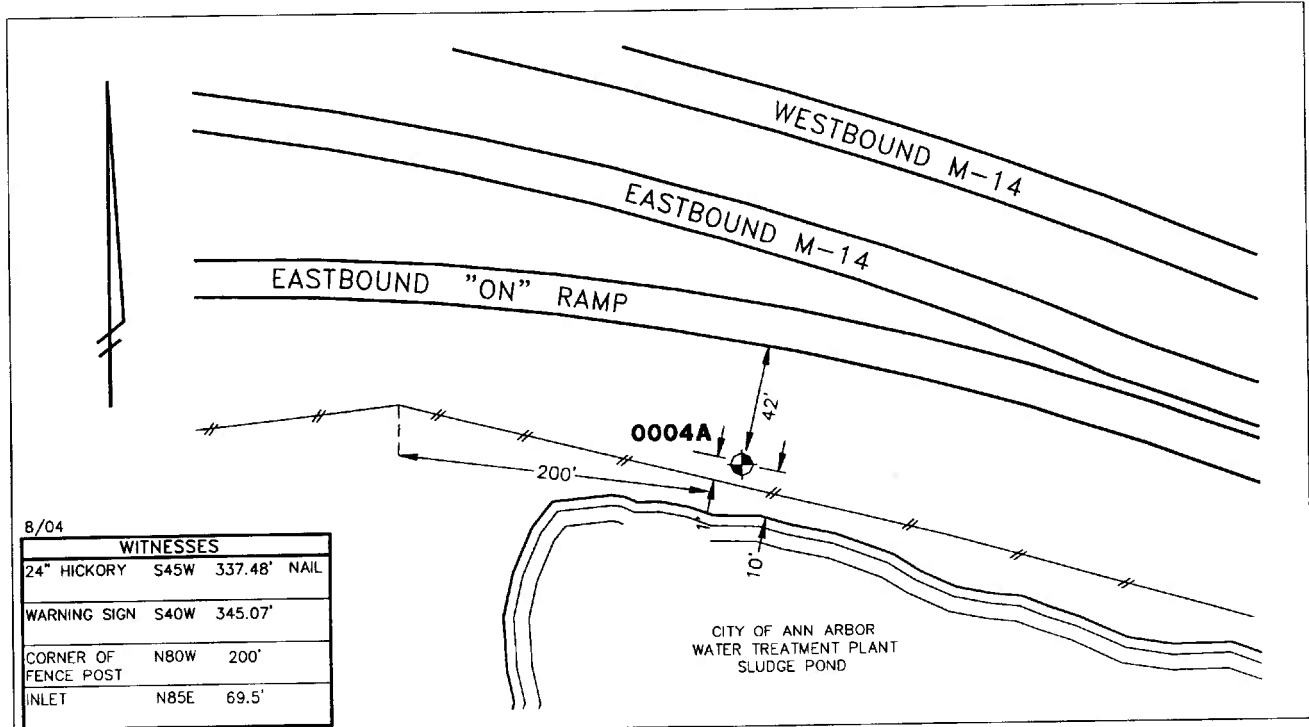 WESTBOUND M-14
EASTBOUND M-14
EASTBOUND "ON" RAMP
42'
0004A
200'
1'
10'
CITY OF ANN ARBOR
WATER TREATMENT PLANT
SLUDGE POND
8/04
WITNESSES
24" HICKORY S45W 337.48' NAIL
WARNING SIGN S40W 345.07'
CORNER OF N80W 200'
FENCE POST
INLET N85E 69.5'